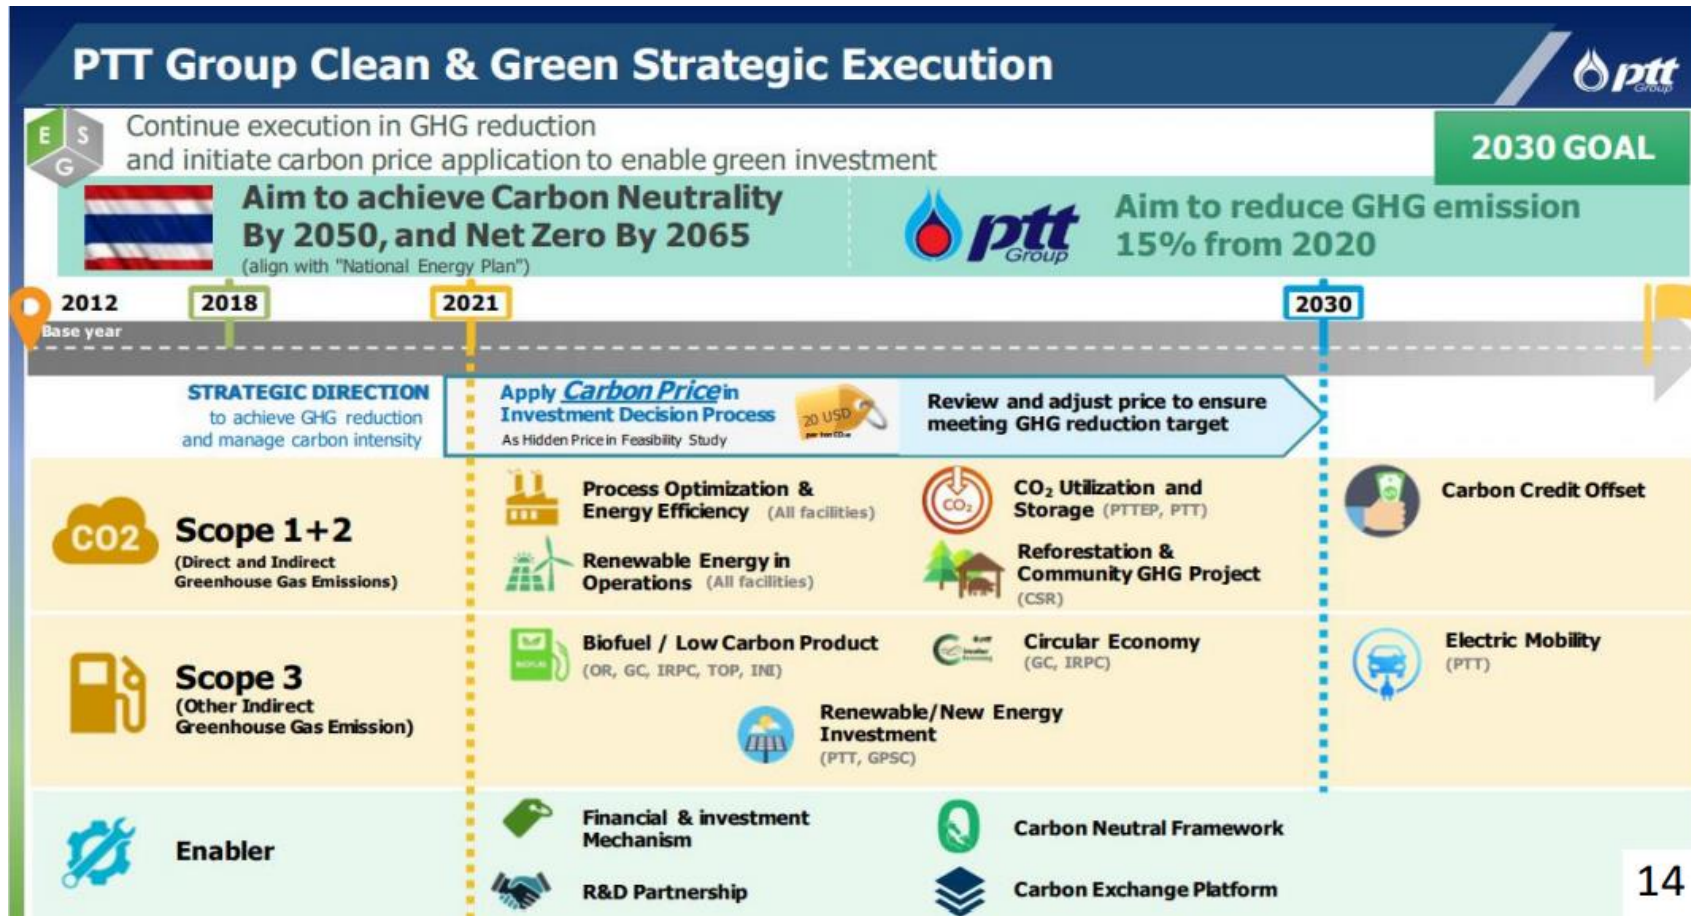 PTT Group Clean & Green Strategic Execution
ptt
Group
E
S
G
Continue execution in GHG reduction
and initiate carbon price application to enable green investment
2030 GOAL
Aim to achieve Carbon Neutrality
By 2050, and Net Zero By 2065
(align with "National Energy Plan")
ptt
Group
Aim to reduce GHG emission
15% from 2020
2012
2018
2021
2030
Base year
STRATEGIC DIRECTION
to achieve GHG reduction
and manage carbon intensity
Apply Carbon Price in
Investment Decision Process
As Hidden Price in Feasibility Study
20 USD
Review and adjust price to ensure
meeting GHG reduction target
CO2
Scope 1+2
(Direct and Indirect
Greenhouse Gas Emissions)
Process Optimization &
Energy Efficiency (All facilities)
Renewable Energy in
Operations (All facilities)
CO₂
CO₂ Utilization and
Storage (PTTEP, PTT)
Reforestation &
Community GHG Project
(CSR)
Carbon Credit Offset
Scope 3
(Other Indirect
Greenhouse Gas Emission)
BIOFUEL
Biofuel / Low Carbon Product
(OR, GC, IRPC, TOP, INI)
Circular Economy
(GC, IRPC)
Renewable/New Energy
Investment
(PTT, GPSC)
Electric Mobility
(PTT)
Enabler
Financial & investment
Mechanism
R&D Partnership
Carbon Neutral Framework
Carbon Exchange Platform
14